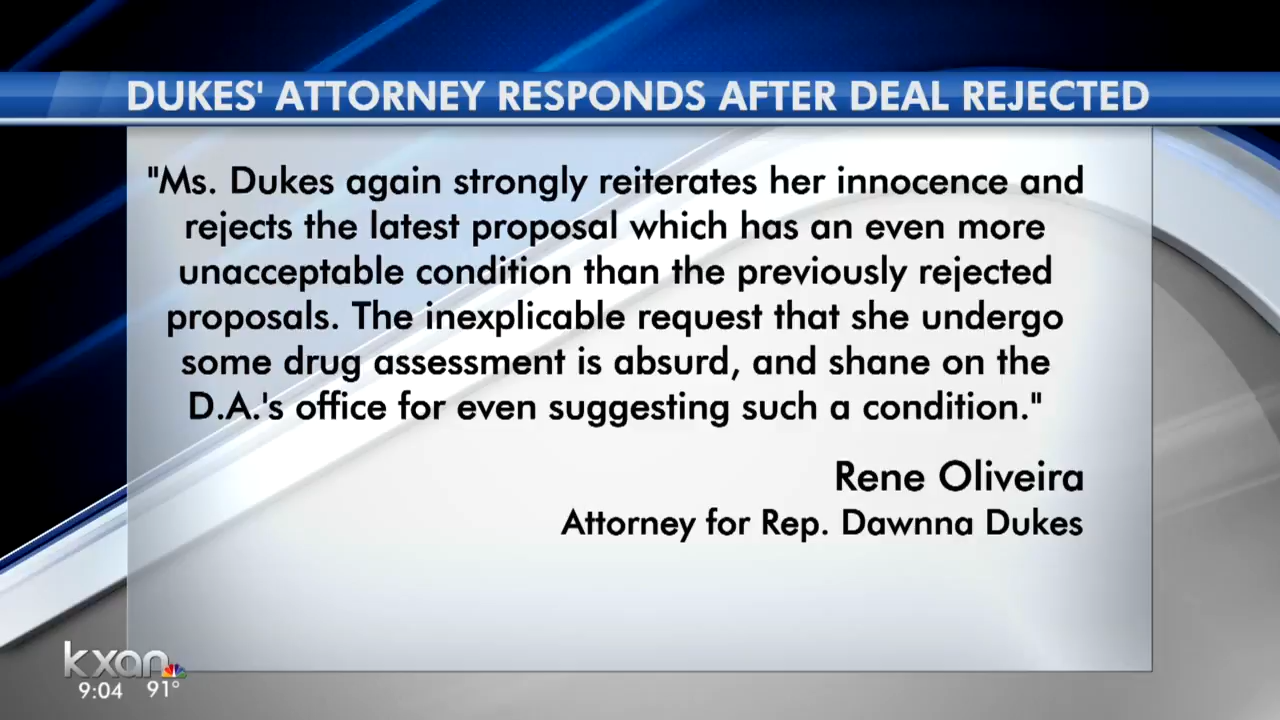 DUKES' ATTORNEY RESPONDS AFTER DEAL REJECTED
"Ms. Dukes again strongly reiterates her innocence and
rejects the latest proposal which has an even more
unacceptable condition than the previously rejected
proposals. The inexplicable request that she undergo
some drug assessment is absurd, and shane on the
D.A.'s office for even suggesting such a condition."
Rene Oliveira
Attorney for Rep. Dawnna Dukes
kxan
9:04 91°